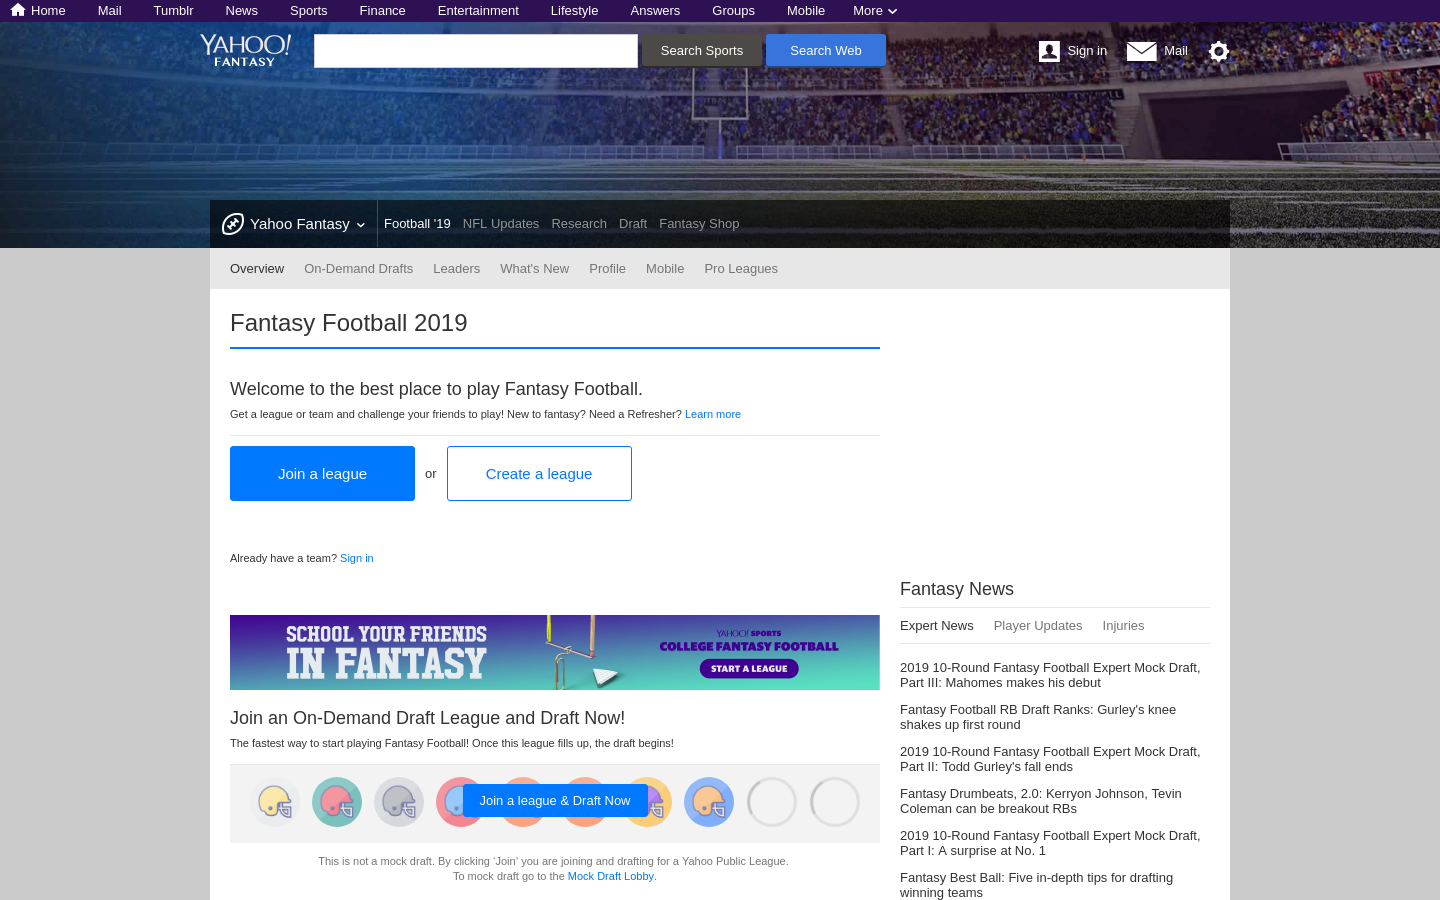 Home Mail Tumblr News Sports Finance Entertainment Lifestyle Answers Groups Mobile More
YAHOO! FANTASY
Search Sports Search Web Sign in Mail
Yahoo Fantasy Football '19 NFL Updates Research Draft Fantasy Shop
Overview On-Demand Drafts Leaders What's New Profile Mobile Pro Leagues
Fantasy Football 2019
Welcome to the best place to play Fantasy Football.
Get a league or team and challenge your friends to play! New to fantasy? Need a Refresher? Learn more
Join a league or Create a league
Already have a team? Sign in
SCHOOL YOUR FRIENDS
IN FANTASY
YAHOO! SPORTS
COLLEGE FANTASY FOOTBALL
START A LEAGUE
Join an On-Demand Draft League and Draft Now!
The fastest way to start playing Fantasy Football! Once this league fills up, the draft begins!
Join a league & Draft Now
This is not a mock draft. By clicking 'Join' you are joining and drafting for a Yahoo Public League.
To mock draft go to the Mock Draft Lobby.
Fantasy News
Expert News Player Updates Injuries
2019 10-Round Fantasy Football Expert Mock Draft,
Part III: Mahomes makes his debut
Fantasy Football RB Draft Ranks: Gurley's knee
shakes up first round
2019 10-Round Fantasy Football Expert Mock Draft,
Part II: Todd Gurley's fall ends
Fantasy Drumbeats, 2.0: Kerryon Johnson, Tevin
Coleman can be breakout RBs
2019 10-Round Fantasy Football Expert Mock Draft,
Part I: A surprise at No. 1
Fantasy Best Ball: Five in-depth tips for drafting
winning teams